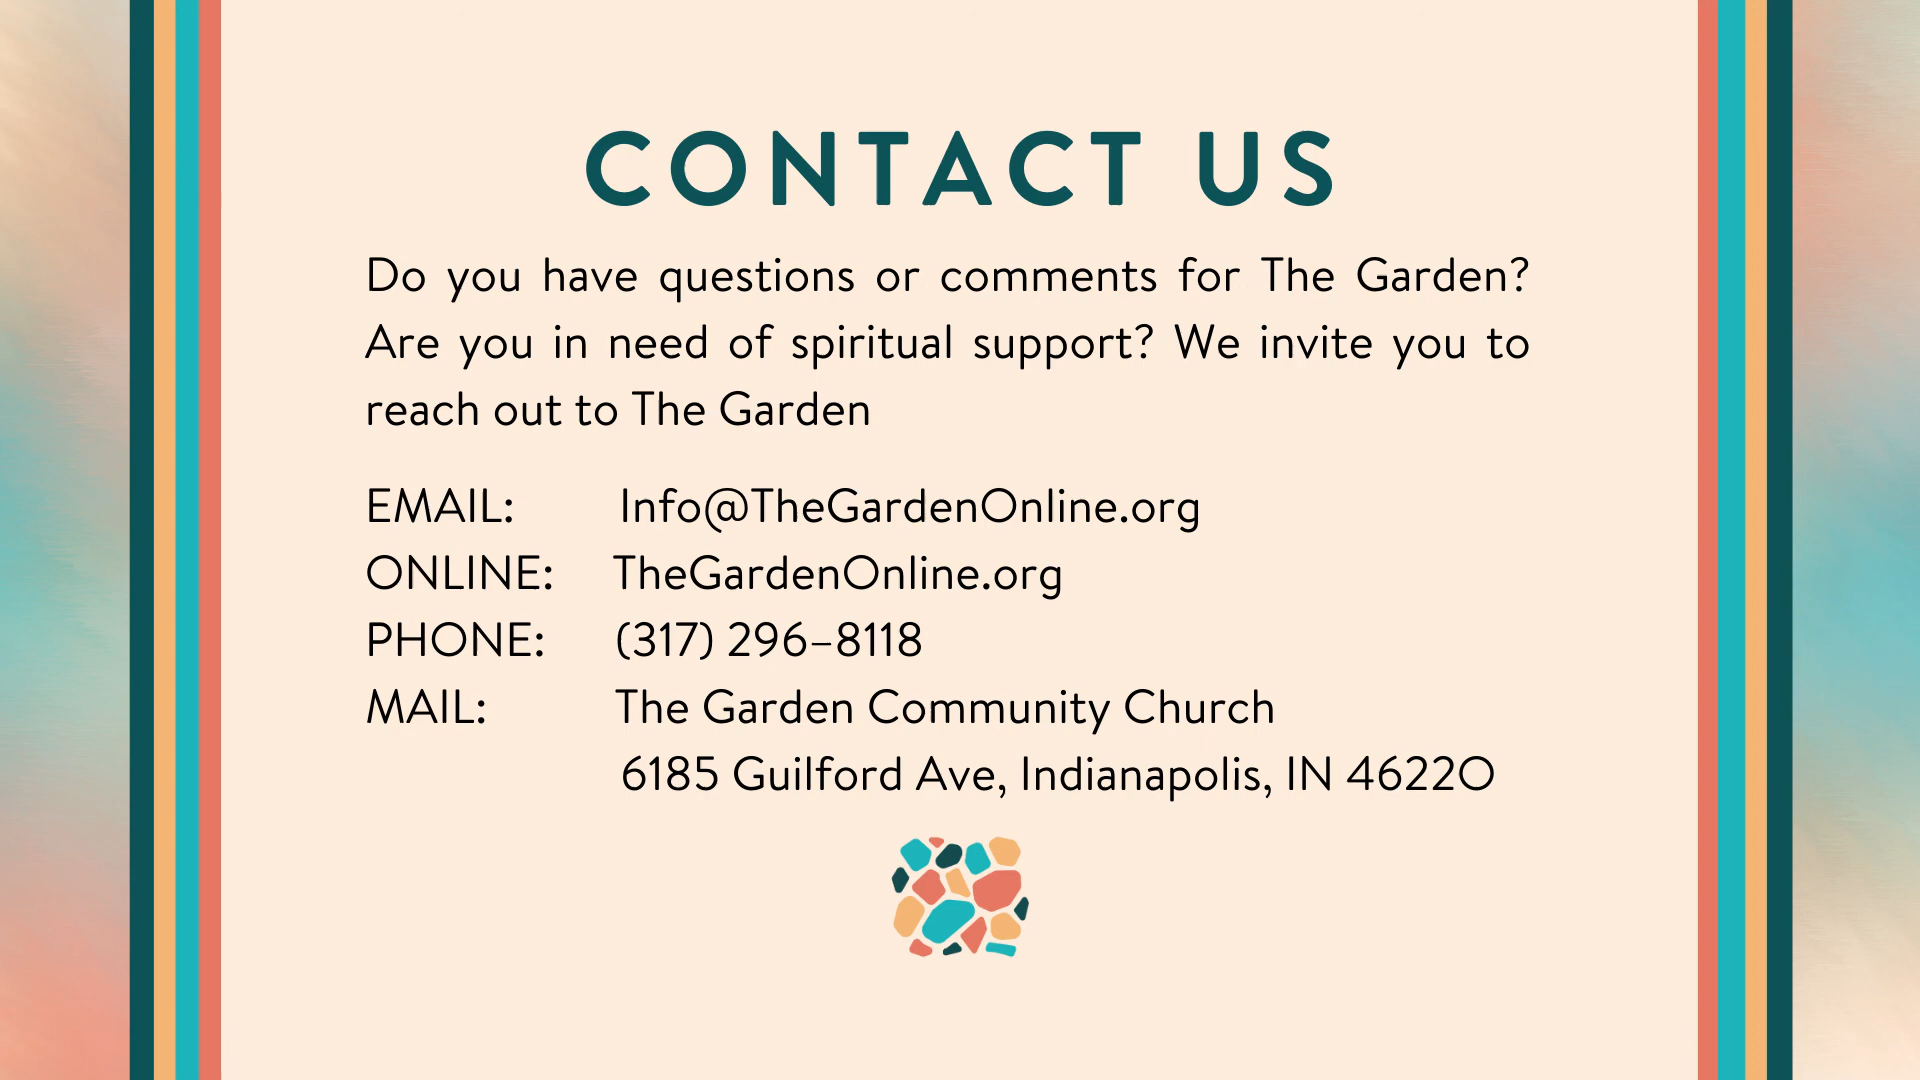 CONTACT US
Do you have questions or comments for The Garden?
Are you in need of spiritual support? We invite you to
reach out to The Garden
EMAIL: Info@TheGardenOnline.org
ONLINE: TheGardenOnline.org
PHONE: (317) 296–8118
MAIL: The Garden Community Church
6185 Guilford Ave, Indianapolis, IN 46220